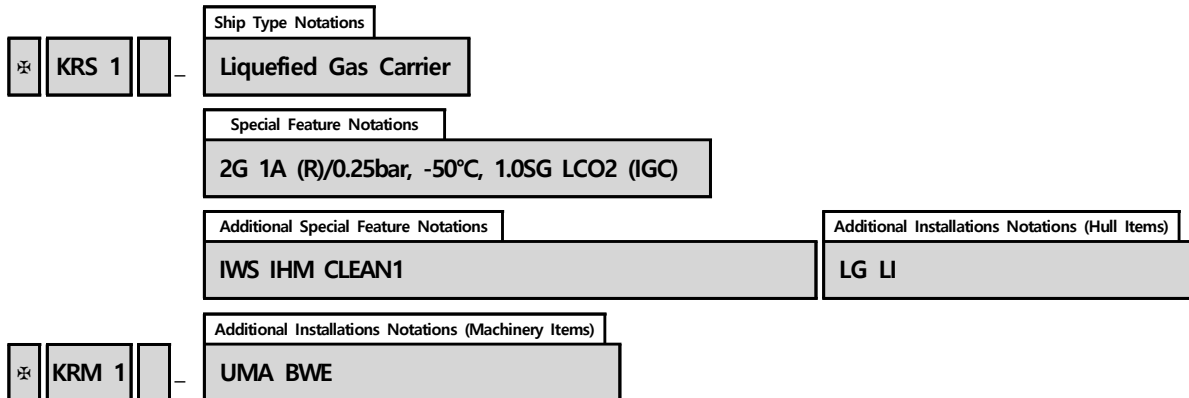 Ship Type Notations
✠ KRS 1 _ Liquefied Gas Carrier
Special Feature Notations
2G 1A (R)/0.25bar, -50℃, 1.0SG LCO2 (IGC)
Additional Special Feature Notations Additional Installations Notations (Hull Items)
IWS IHM CLEAN1 LG LI
Additional Installations Notations (Machinery Items)
✠ KRM 1 _ UMA BWE